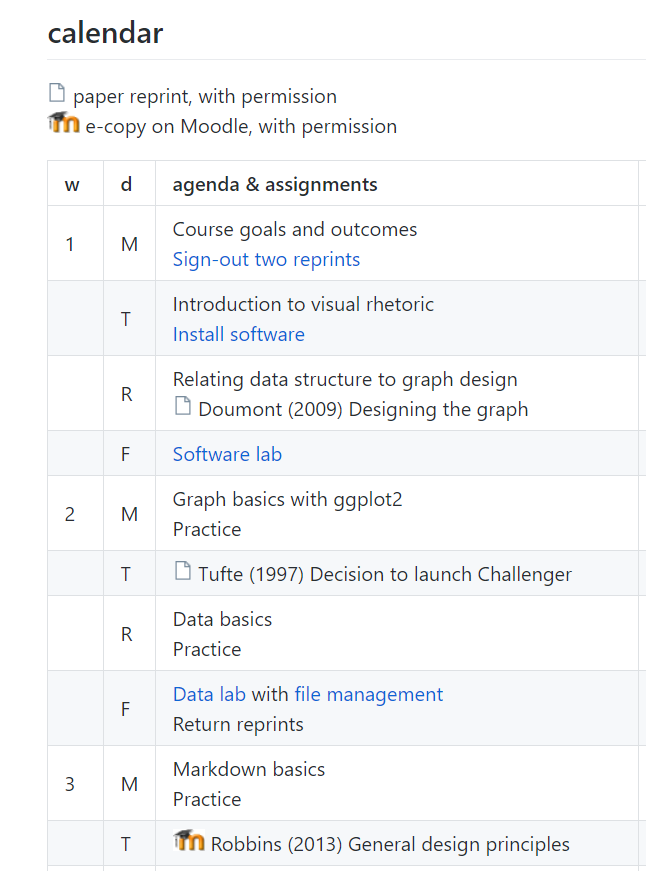 calendar
paper reprint, with permission
e-copy on Moodle, with permission
w d agenda & assignments
1 M Course goals and outcomes
Sign-out two reprints
T Introduction to visual rhetoric
Install software
R Relating data structure to graph design
Doumont (2009) Designing the graph
F Software lab
2 M Graph basics with ggplot2
Practice
T Tufte (1997) Decision to launch Challenger
R Data basics
Practice
F Data lab with file management
Return reprints
3 M Markdown basics
Practice
T Robbins (2013) General design principles